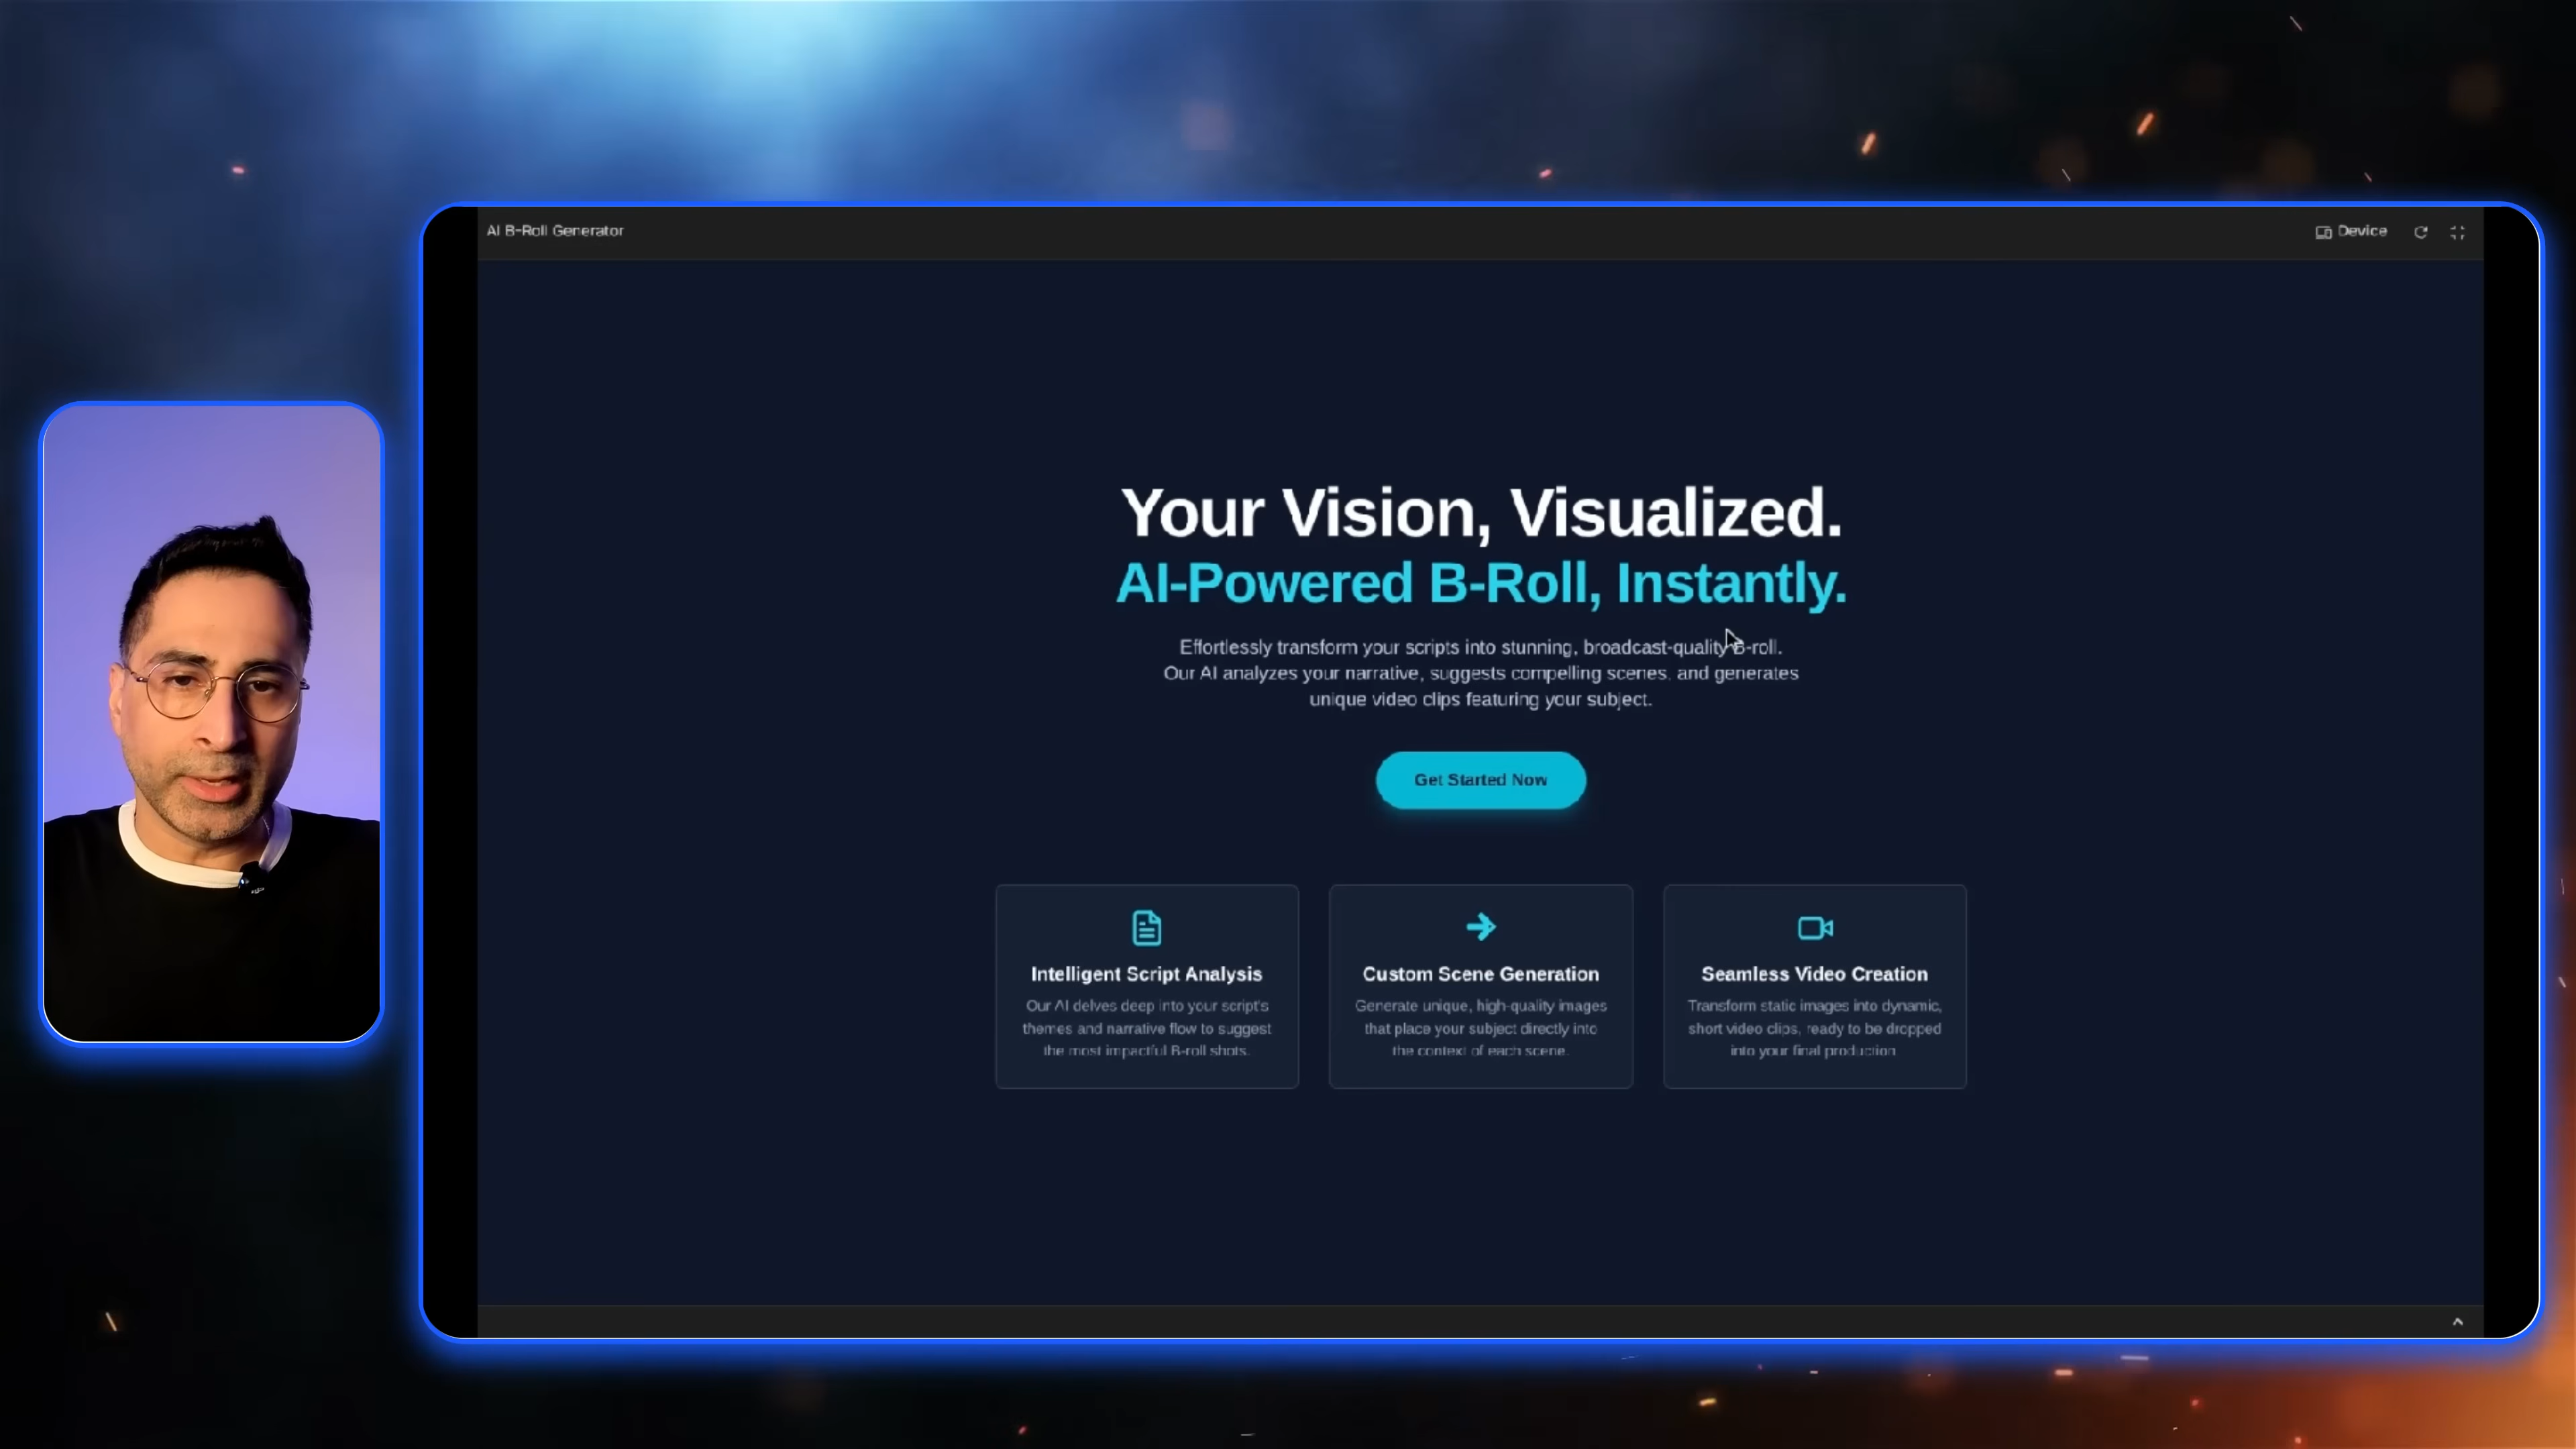 AI B-Roll Generator
Device
Your Vision, Visualized.
AI-Powered B-Roll, Instantly.
Effortlessly transform your scripts into stunning, broadcast-quality B-roll.
Our AI analyzes your narrative, suggests compelling scenes, and generates
unique video clips featuring your subject.
Get Started Now
Intelligent Script Analysis
Our AI delves deep into your script's
themes and narrative flow to suggest
the most impactful B-roll shots.
Custom Scene Generation
Generate unique, high-quality images
that place your subject directly into
the context of each scene.
Seamless Video Creation
Transform static images into dynamic,
short video clips, ready to be dropped
into your final production